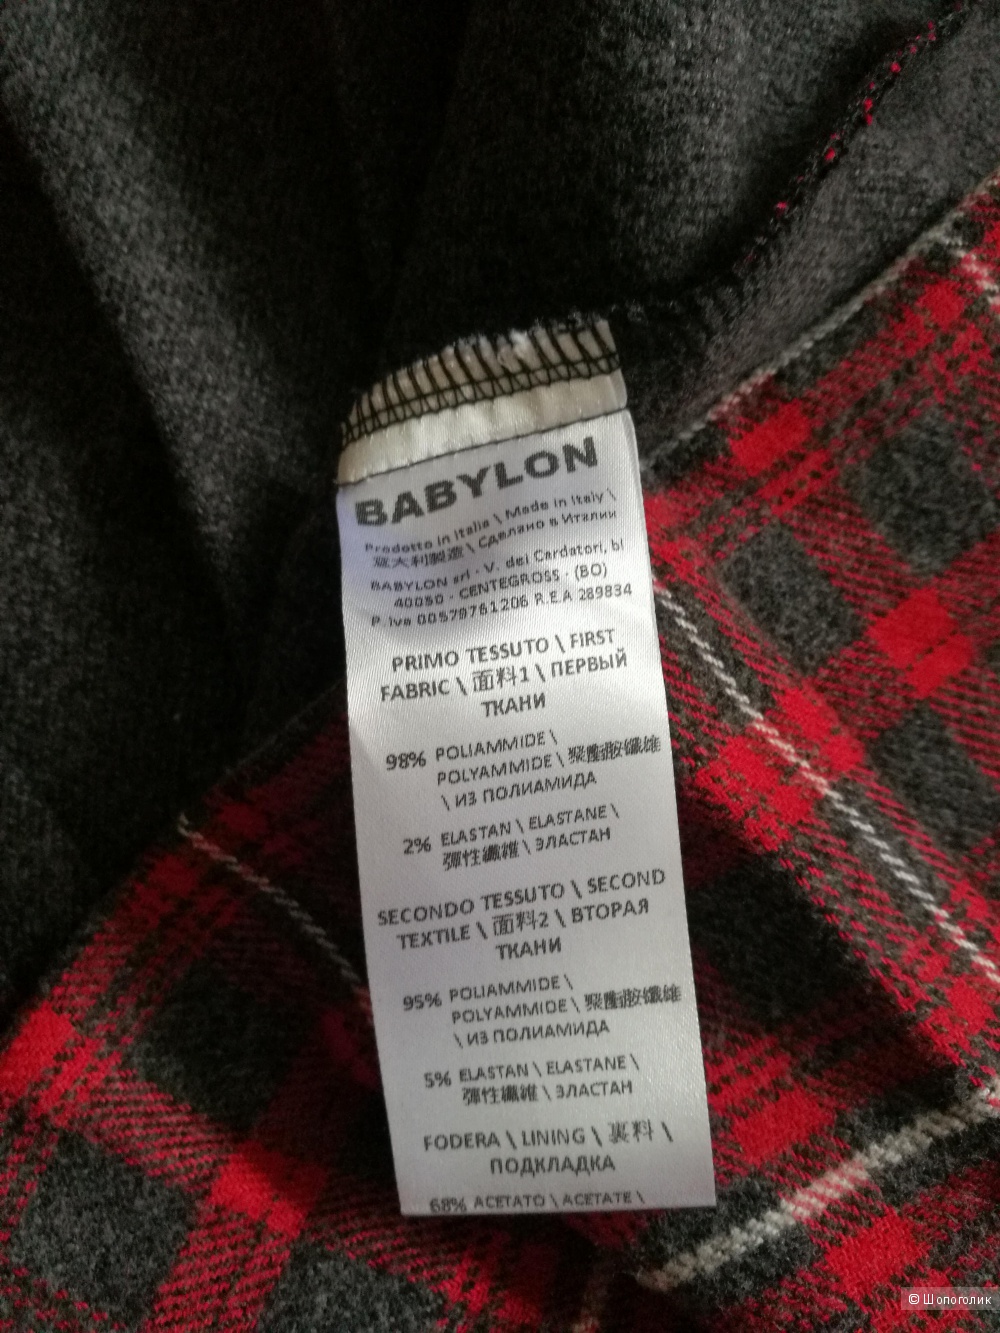 BABYLON
Prodotto in Italia \ Made in Italy \
意大利製造 \ Сделано в Италии
BABYLON srl - V. dei Cardatori, bl
40050 - CENTEGROSS - (BO)
P. Iva 00579761206 R.E.A 289834
PRIMO TESSUTO \ FIRST
FABRIC \ 面料1 \ ПЕРВЫЙ
ТКАНИ
98% POLIAMMIDE \
POLYAMMIDE \ 聚酰胺纖維
\ ИЗ ПОЛИАМИДА
2% ELASTAN \ ELASTANE \
彈性纖維 \ ЭЛАСТАН
SECONDO TESSUTO \ SECOND
TEXTILE \ 面料2 \ ВТОРАЯ
ТКАНИ
95% POLIAMMIDE \
POLYAMMIDE \ 聚酰胺纖維
\ ИЗ ПОЛИАМИДА
5% ELASTAN \ ELASTANE \
彈性纖維 \ ЭЛАСТАН
FODERA \ LINING \ 裏料 \
ПОДКЛАДКА
68% ACETATO \ ACETATE \
© Шопоголик